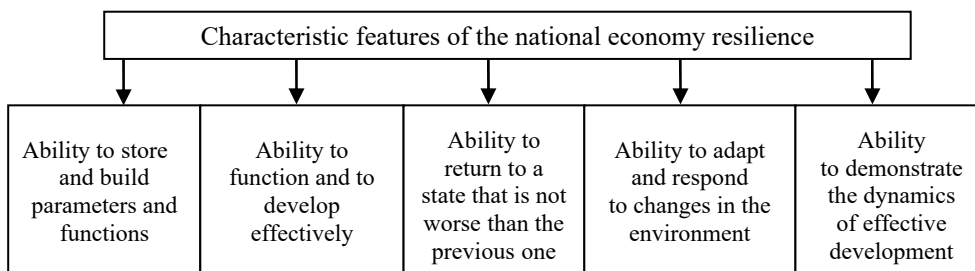 Characteristic features of the national economy resilience
Ability to store
and build
parameters and
functions
Ability to
function and to
develop
effectively
Ability to
return to a
state that is not
worse than the
previous one
Ability to adapt
and respond
to changes in the
environment
Ability
to demonstrate
the dynamics
of effective
development